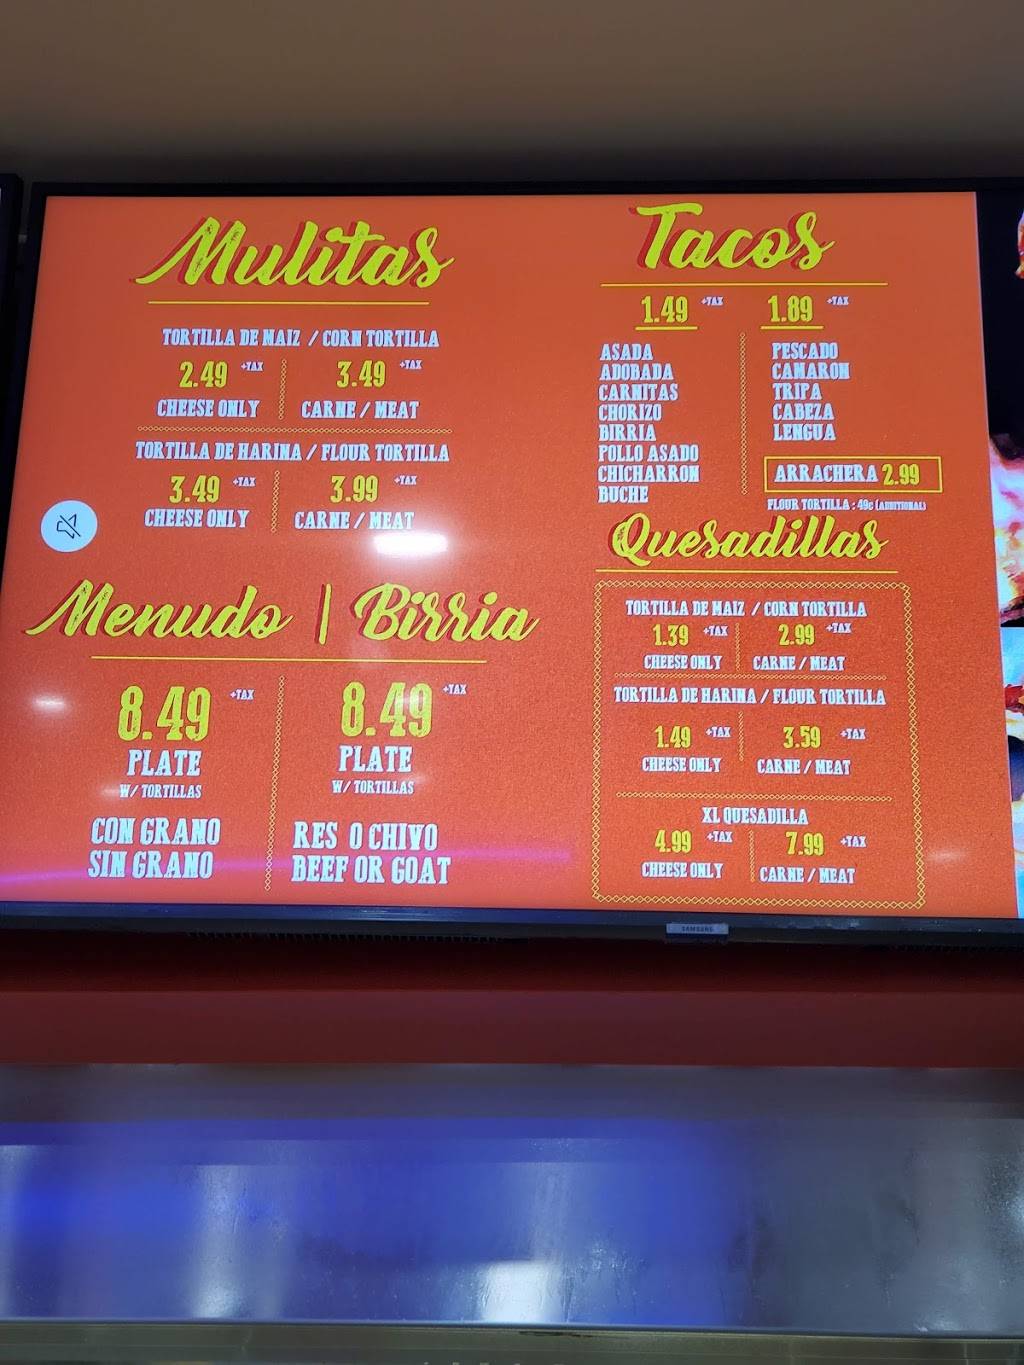 Mulitas
TORTILLA DE MAIZ / CORN TORTILLA
2.49 +TAX 3.49 +TAX
CHEESE ONLY CARNE / MEAT
TORTILLA DE HARINA / FLOUR TORTILLA
3.49 +TAX 3.99 +TAX
CHEESE ONLY CARNE / MEAT
Menudo | Birria
8.49 +TAX
PLATE
W/ TORTILLAS
CON GRANO
SIN GRANO
8.49 +TAX
PLATE
W/ TORTILLAS
RES O CHIVO
BEEF OR GOAT
Tacos
1.49 +TAX
ASADA
ADOBADA
CARNITAS
CHORIZO
BIRRIA
POLLO ASADO
CHICHARRON
BUCHE
1.89 +TAX
PESCADO
CAMARON
TRIPA
CABEZA
LENGUA
ARRACHERA 2.99
FLOUR TORTILLA : 49c (ADDITIONAL)
Quesadillas
TORTILLA DE MAIZ / CORN TORTILLA
1.39 +TAX 2.99 +TAX
CHEESE ONLY CARNE / MEAT
TORTILLA DE HARINA / FLOUR TORTILLA
1.49 +TAX 3.59 +TAX
CHEESE ONLY CARNE / MEAT
XL QUESADILLA
4.99 +TAX 7.99 +TAX
CHEESE ONLY CARNE / MEAT
SAMSUNG